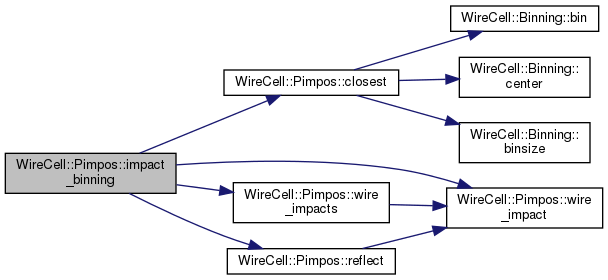 WireCell::Binning::bin
WireCell::Pimpos::closest
WireCell::Binning::
center
WireCell::Binning::
binsize
WireCell::Pimpos::impact
_binning
WireCell::Pimpos::wire
_impacts
WireCell::Pimpos::wire
_impact
WireCell::Pimpos::reflect